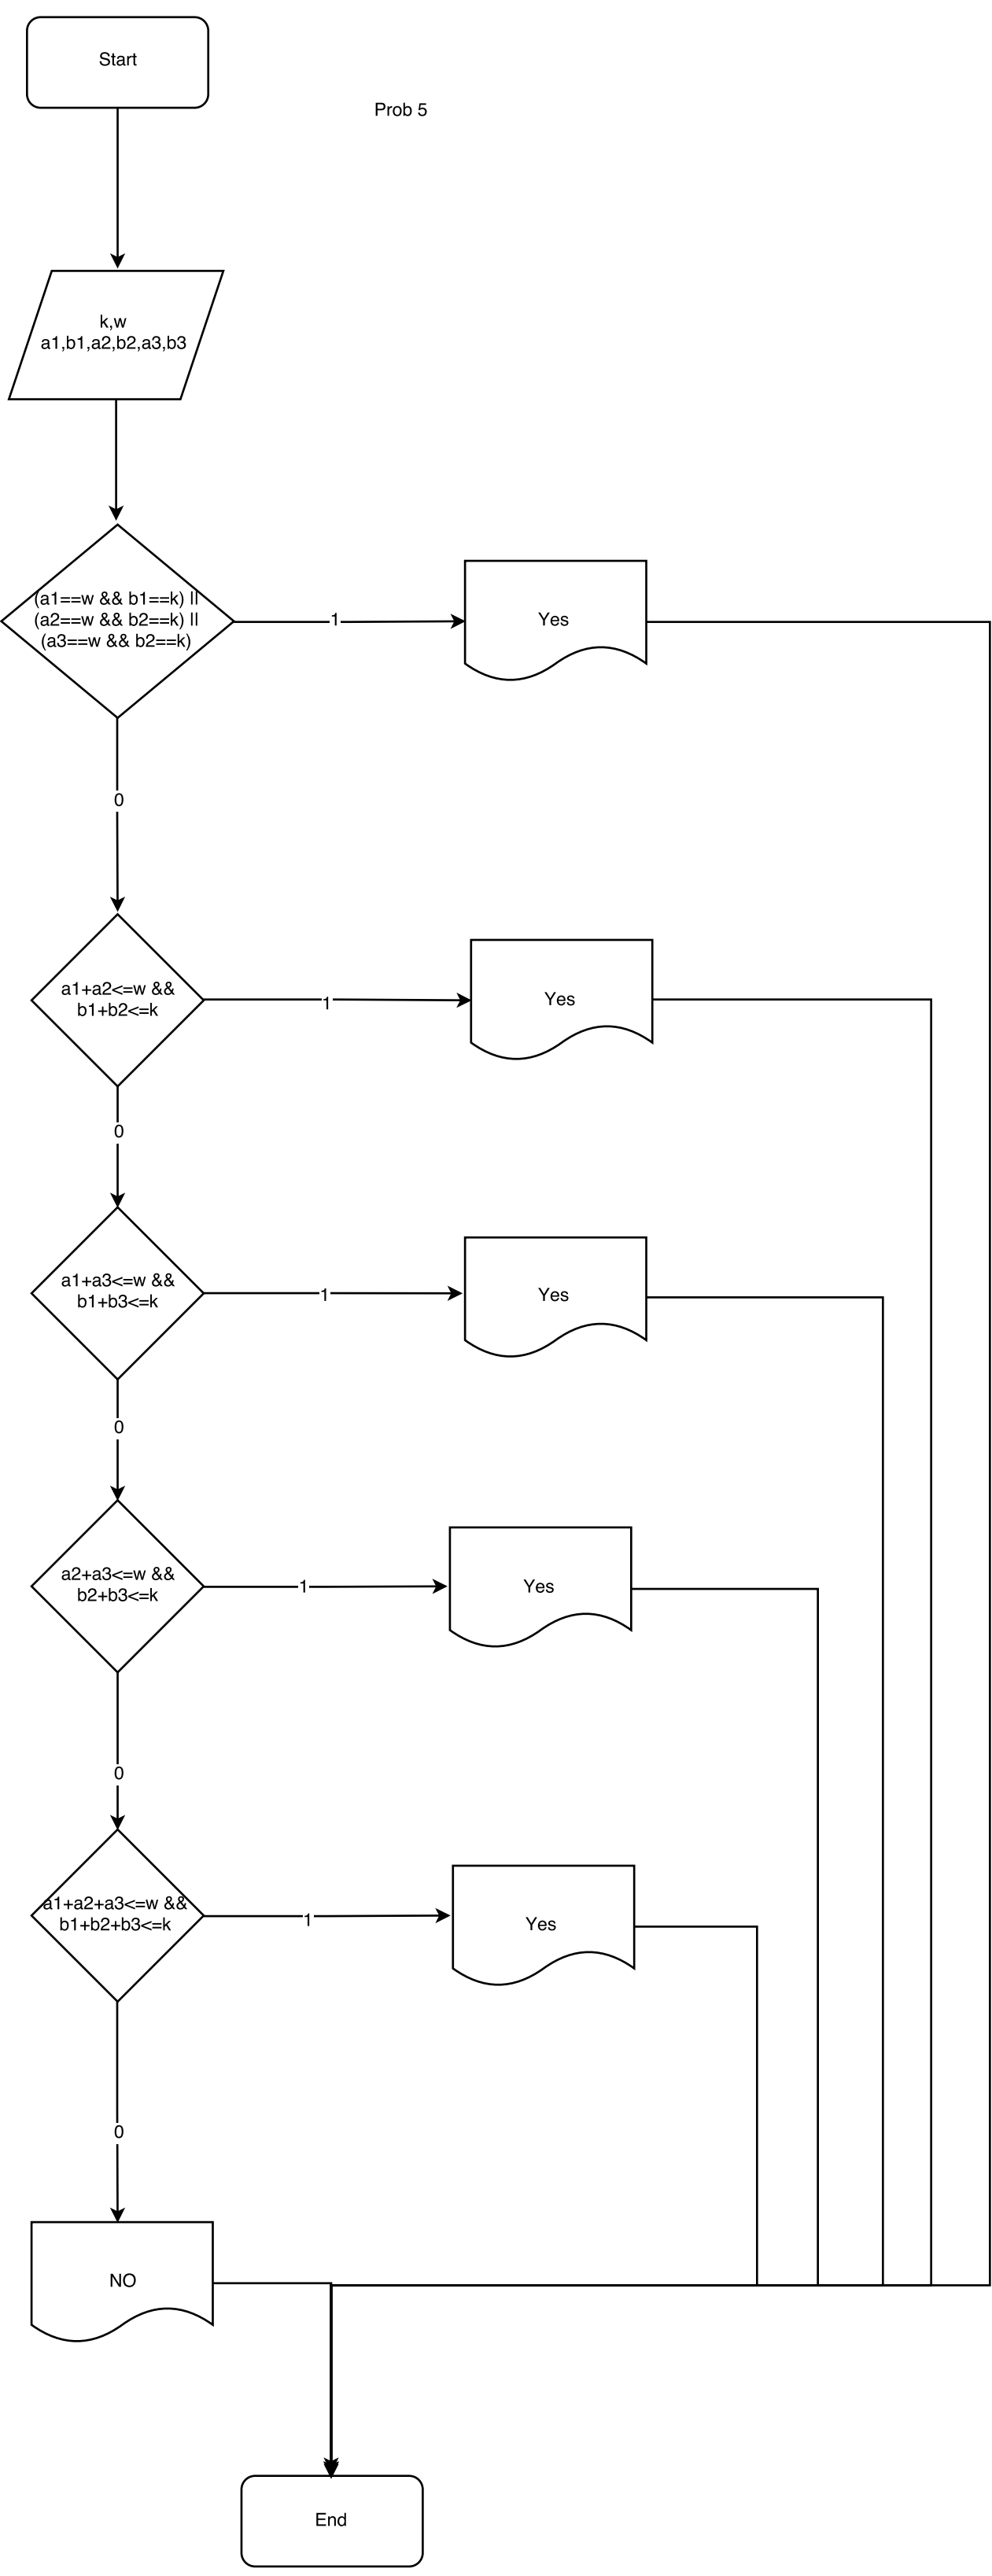 Start
Prob 5
k,w
a1,b1,a2,b2,a3,b3
(a1==w && b1==k) ||
(a2==w && b2==k) ||
(a3==w && b2==k)
1
Yes
0
a1+a2<=w &&
b1+b2<=k
1
Yes
0
a1+a3<=w &&
b1+b3<=k
1
Yes
0
a2+a3<=w &&
b2+b3<=k
1
Yes
0
a1+a2+a3<=w &&
b1+b2+b3<=k
1
Yes
0
NO
End